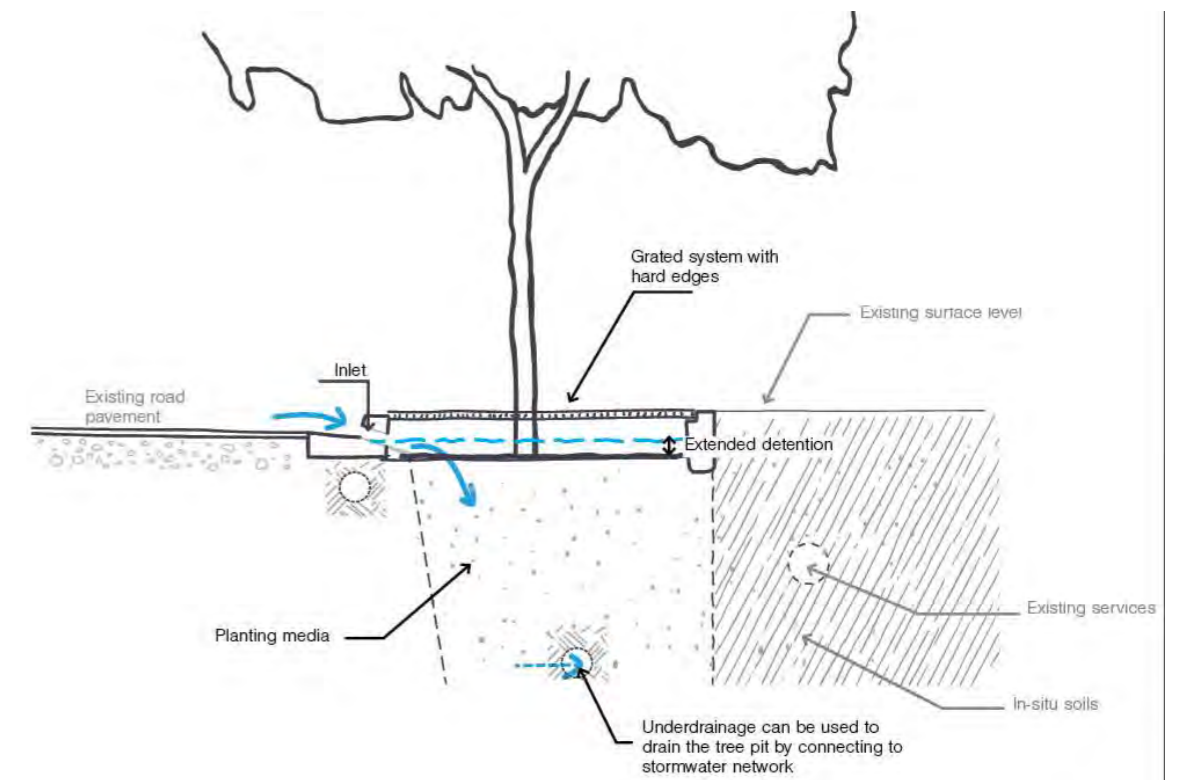 Grated system with
hard edges
Existing surface level
Inlet
Existing road
pavement
Extended detention
Existing services
Planting media
In-situ soils
Underdrainage can be used to
drain the tree pit by connecting to
stormwater network